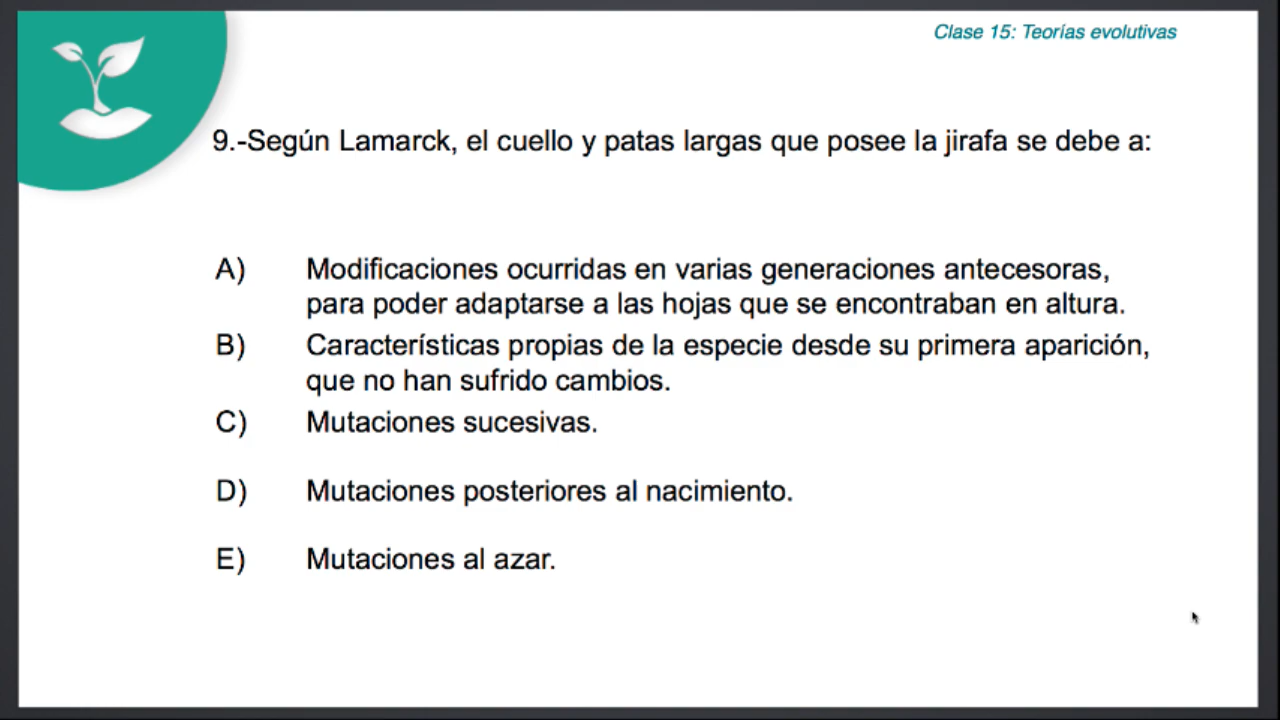 Clase 15: Teorías evolutivas
9.-Según Lamarck, el cuello y patas largas que posee la jirafa se debe a:
A) Modificaciones ocurridas en varias generaciones antecesoras,
para poder adaptarse a las hojas que se encontraban en altura.
B) Características propias de la especie desde su primera aparición,
que no han sufrido cambios.
C) Mutaciones sucesivas.
D) Mutaciones posteriores al nacimiento.
E) Mutaciones al azar.